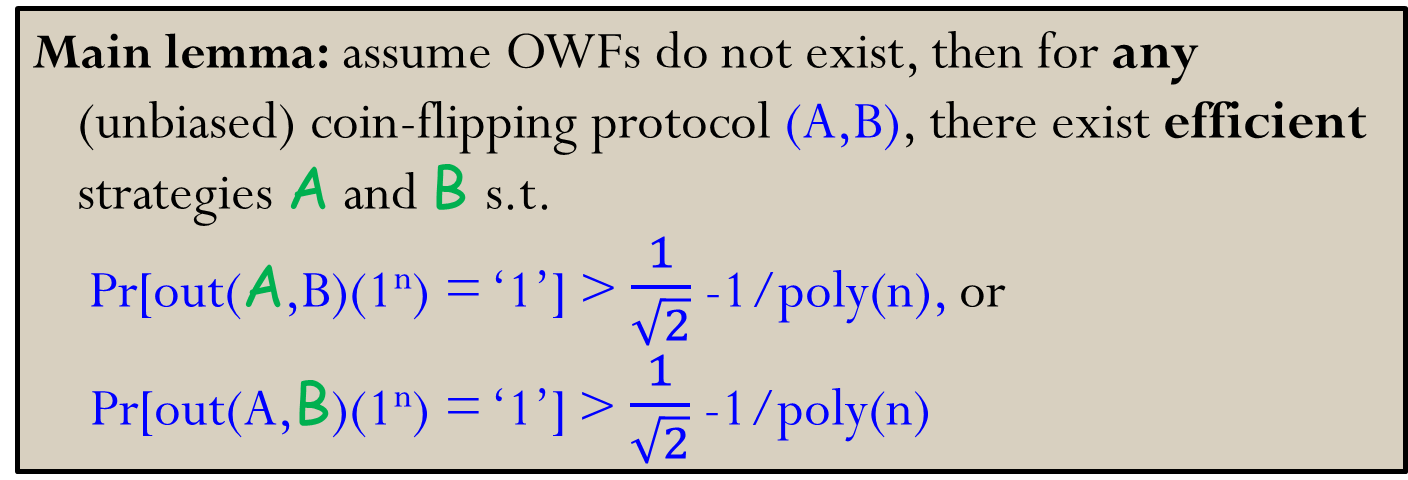 Main lemma: assume OWFs do not exist, then for any
(unbiased) coin-flipping protocol (A,B), there exist efficient
strategies A and B s.t.
Pr[out(A,B)(1ⁿ) = ‘1’] > 1/√2 -1/poly(n), or
Pr[out(A,B)(1ⁿ) = ‘1’] > 1/√2 -1/poly(n)